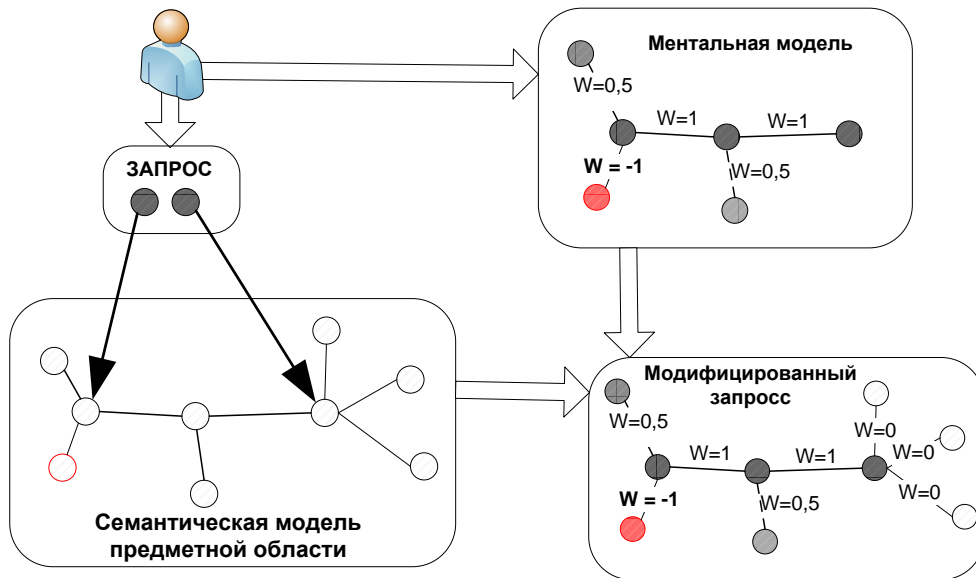 Ментальная модель
W=0,5
W=1
W=1
W = -1
W=0,5
ЗАПРОС
Семантическая модель
предметной области
Модифицированный
запросс
W=0,5
W=0
W=1
W=1
W=0
W=0
W = -1
W=0,5